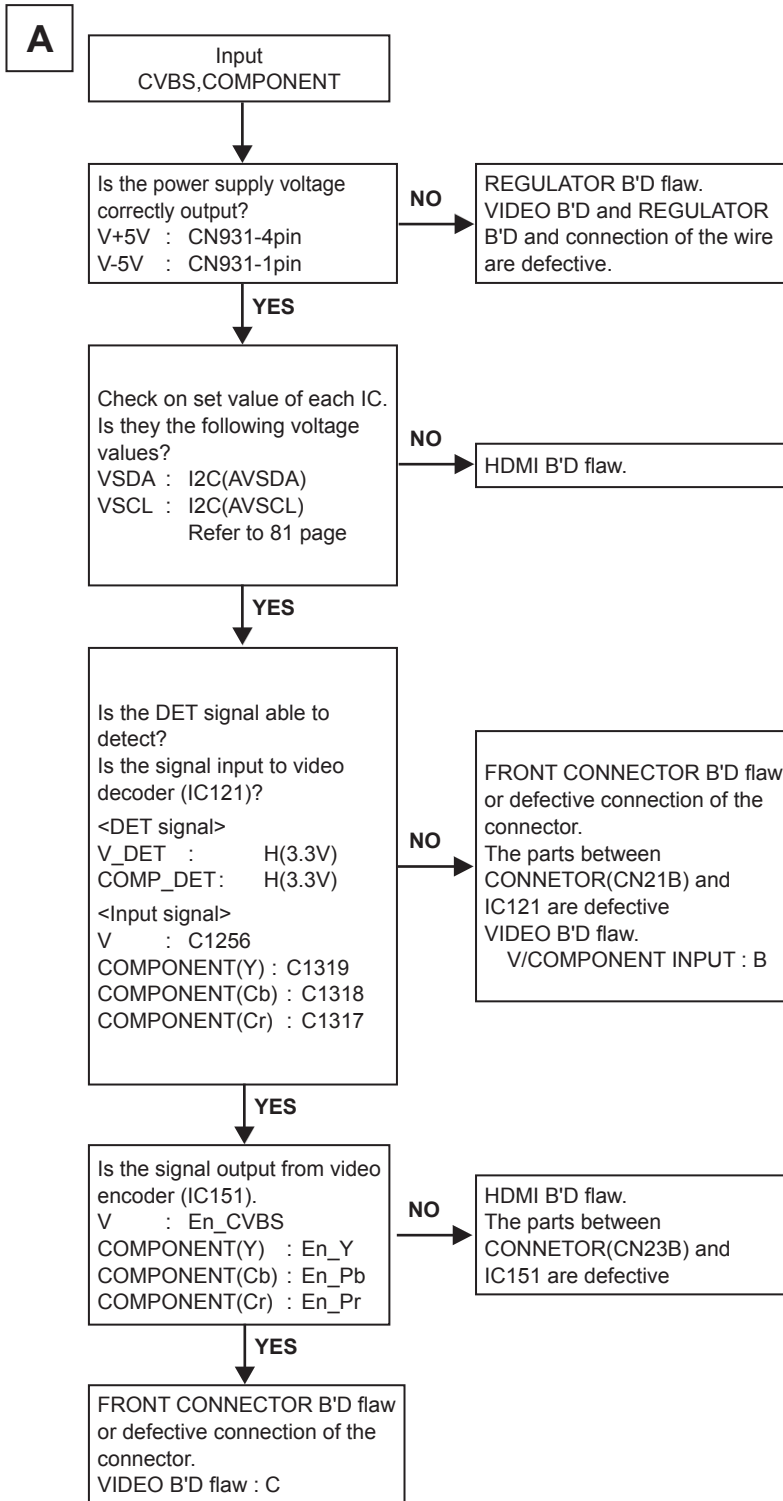 A
Input
CVBS,COMPONENT
Is the power supply voltage
correctly output?
V+5V : CN931-4pin
V-5V : CN931-1pin
NO
REGULATOR B'D flaw.
VIDEO B'D and REGULATOR
B'D and connection of the wire
are defective.
YES
Check on set value of each IC.
Is they the following voltage
values?
VSDA : I2C(AVSDA)
VSCL : I2C(AVSCL)
Refer to 81 page
NO
HDMI B'D flaw.
YES
Is the DET signal able to
detect?
Is the signal input to video
decoder (IC121)?
<DET signal>
V_DET : H(3.3V)
COMP_DET : H(3.3V)
<Input signal>
V : C1256
COMPONENT(Y) : C1319
COMPONENT(Cb) : C1318
COMPONENT(Cr) : C1317
NO
FRONT CONNECTOR B'D flaw
or defective connection of the
connector.
The parts between
CONNETOR(CN21B) and
IC121 are defective
VIDEO B'D flaw.
V/COMPONENT INPUT : B
YES
Is the signal output from video
encoder (IC151).
V : En_CVBS
COMPONENT(Y) : En_Y
COMPONENT(Cb) : En_Pb
COMPONENT(Cr) : En_Pr
NO
HDMI B'D flaw.
The parts between
CONNETOR(CN23B) and
IC151 are defective
YES
FRONT CONNECTOR B'D flaw
or defective connection of the
connector.
VIDEO B'D flaw : C